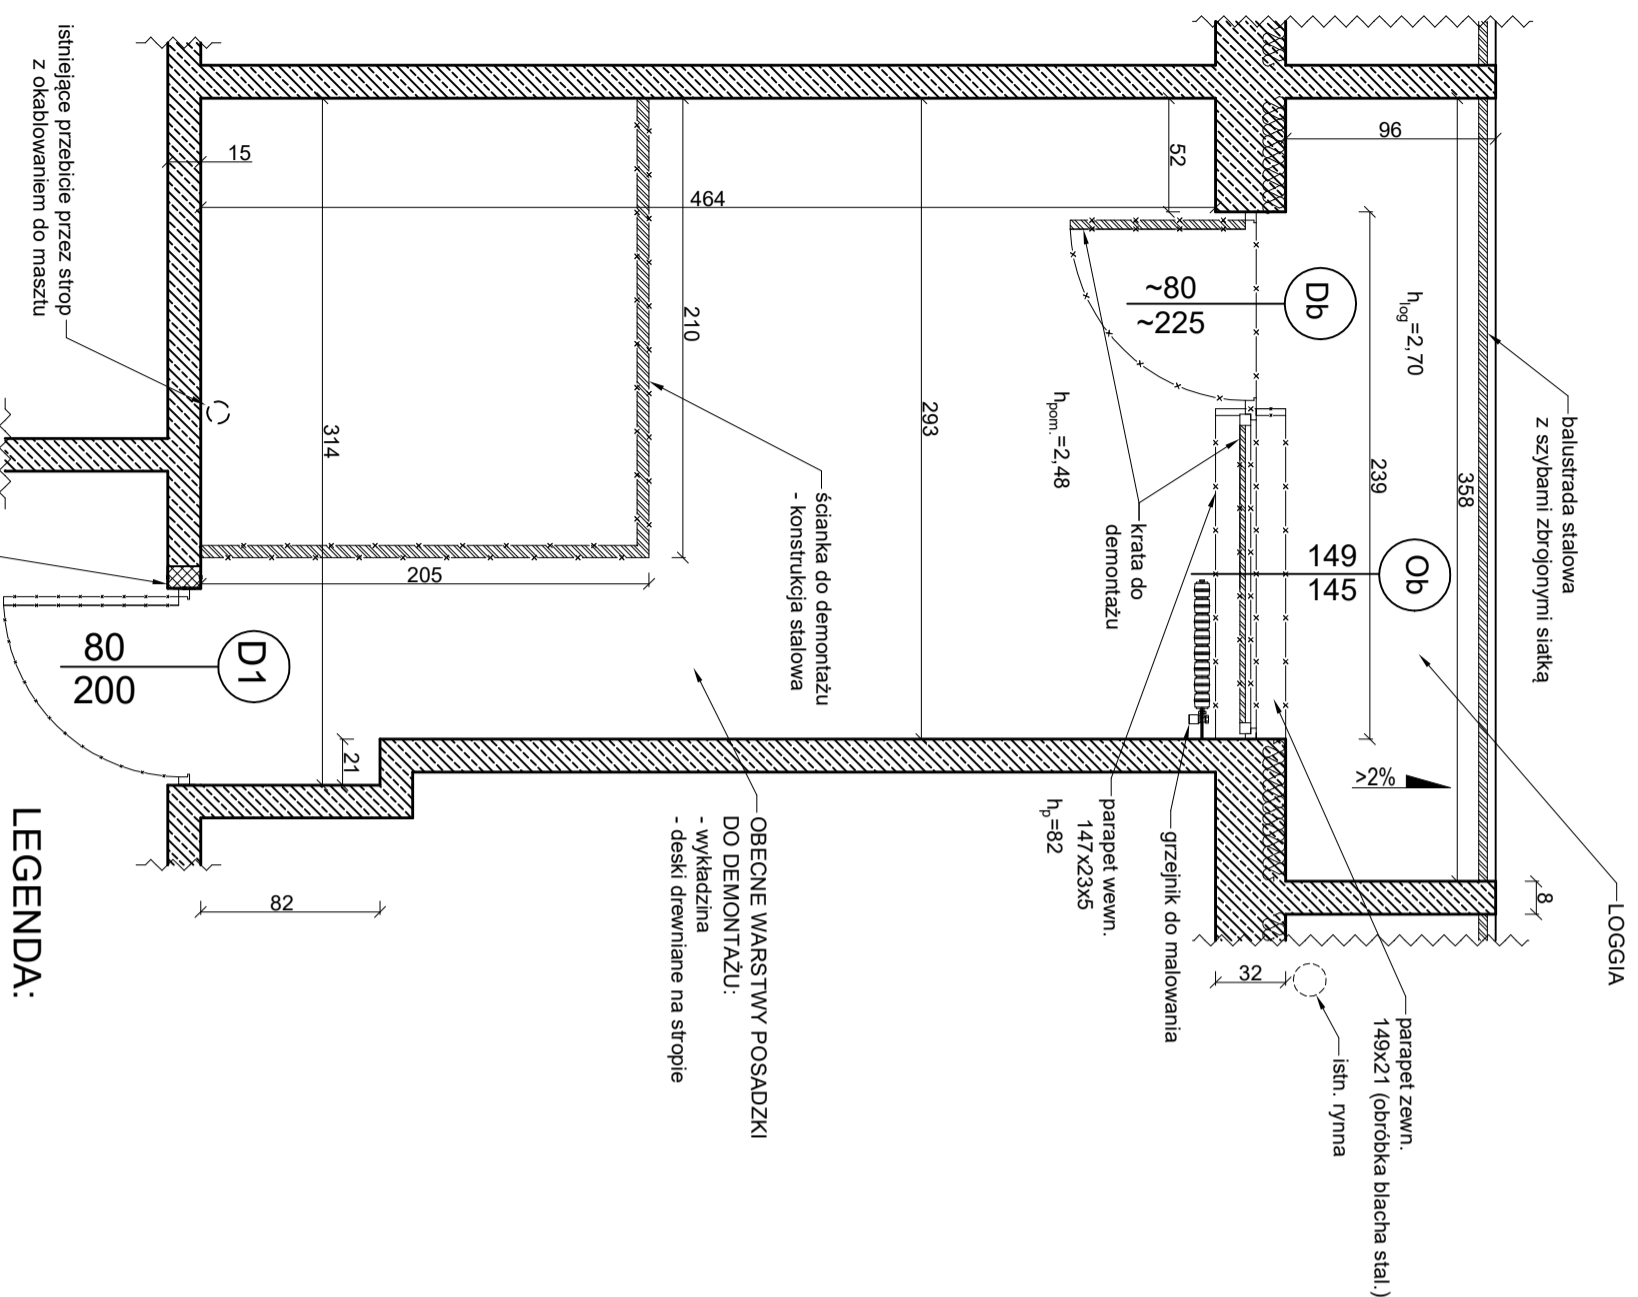 balustrada stalowa
z szybami zbrojonymi siatką
LOGGIA
358
96
h log =2,70
239
>2%
8
Db
~80
~225
Ob
149
145
52
464
h pom. =2,48
krata do
demontażu
parapet zewn.
149x21 (obróbka blacha stal.)
istn. rynna
32
grzejnik do malowania
parapet wewn.
147x23x5
h p =82
293
210
ścianka do demontażu
- konstrukcja stalowa
OBECNE WARSTWY POSADZKI
DO DEMONTAŻU:
- wykładzina
- deski drewniane na stropie
205
314
21
82
15
D1
80
200
istniejące przebicie przez strop
z okablowaniem do masztu
LEGENDA: